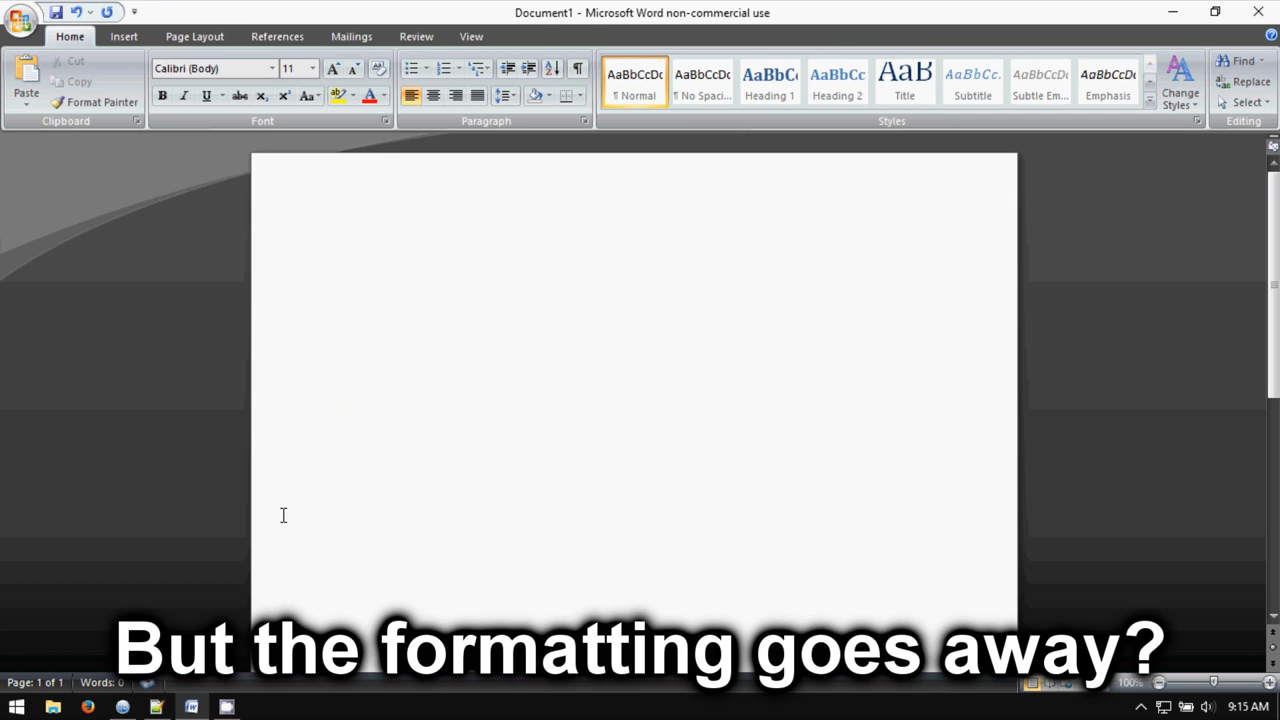 Document1 - Microsoft Word non-commercial use
Home Insert Page Layout References Mailings Review View
Paste
Cut
Copy
Format Painter
Clipboard
Calibri (Body) 11
Font
Paragraph
AaBbCcDc AaBbCcDc AaBbCc AaBbCc AaB AaBbCc. AaBbCcDc AaBbCcDc
¶ Normal ¶ No Spaci... Heading 1 Heading 2 Title Subtitle Subtle Em... Emphasis
Change
Styles
Styles
Find
Replace
Select
Editing
But the formatting goes away?
Page: 1 of 1 Words: 0 100%
9:15 AM